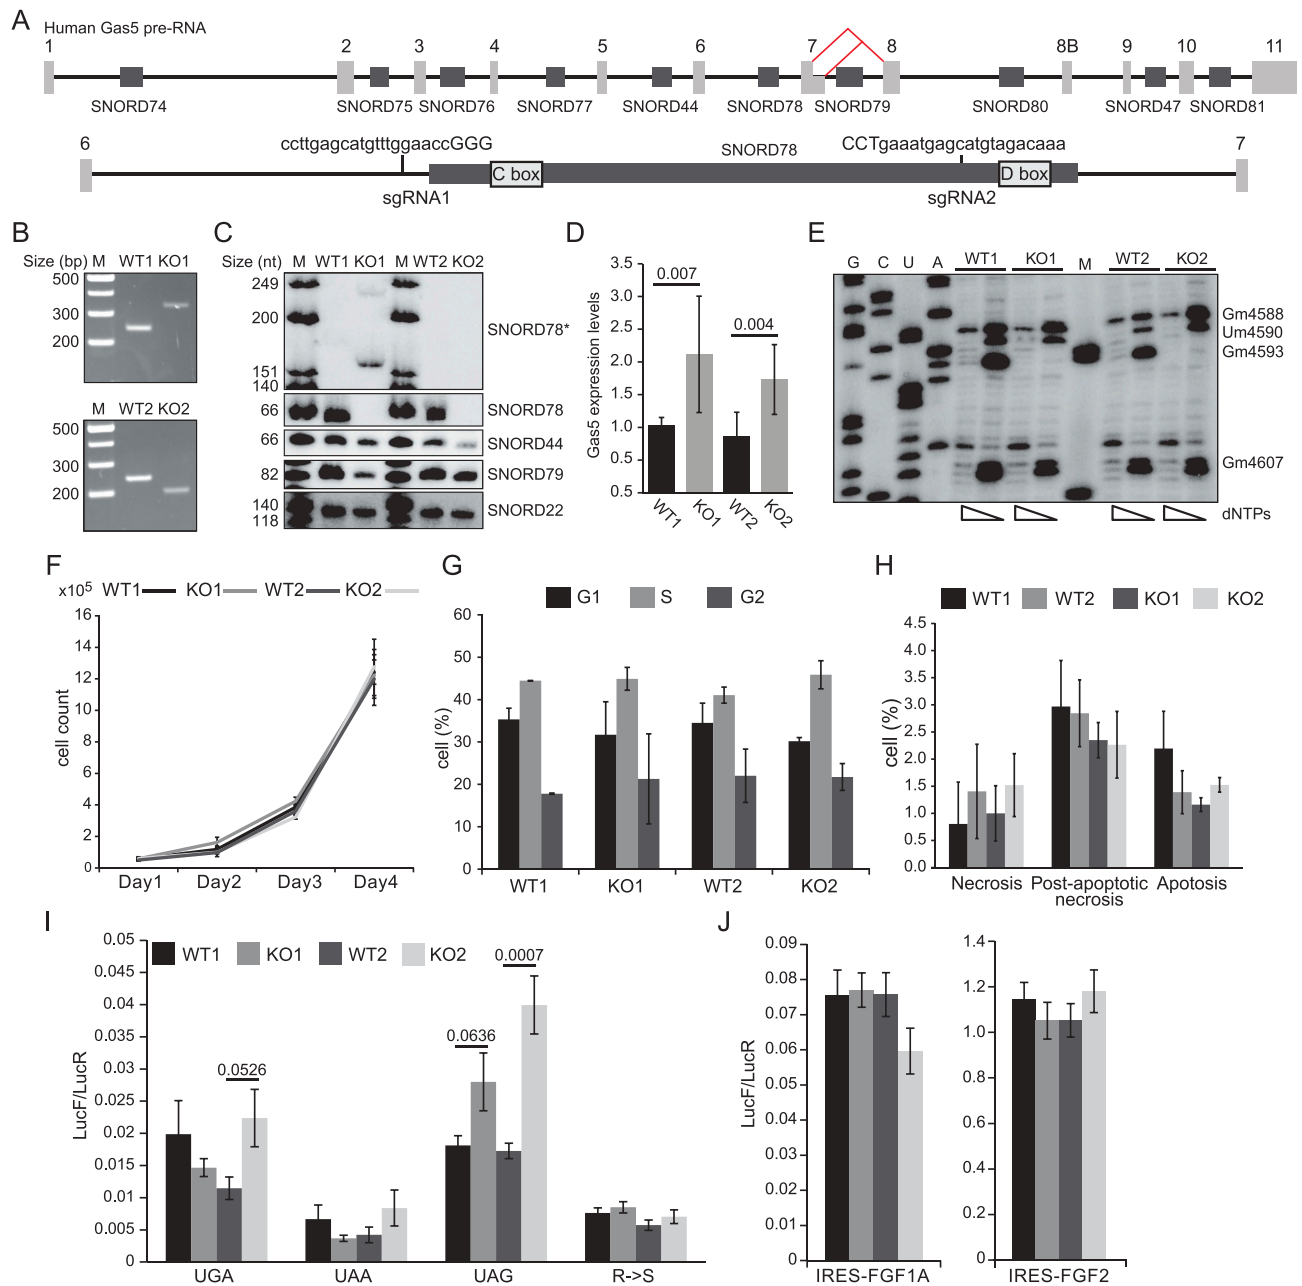 A
Human Gas5 pre-RNA
1 2 3 4 5 6 7 8 8B 9 10 11
SNORD74 SNORD75 SNORD76 SNORD77 SNORD44 SNORD78 SNORD79 SNORD80 SNORD47 SNORD81
6 ccttgagcatgtttggaaccGGG SNORD78 CCTgaaatgagcatgtagacaaa 7
C box D box
sgRNA1 sgRNA2
B
Size (bp) M WT1 KO1
500
300
200
M WT2 KO2
500
300
200
C
Size (nt) M WT1 KO1 M WT2 KO2
249
200
151
140
SNORD78*
66 SNORD78
66 SNORD44
82 SNORD79
140
118
SNORD22
D
Gas5 expression levels
3.5
3.0
2.5
2.0
1.5
1.0
0.5
0.007
0.004
WT1 KO1 WT2 KO2
E
G C U A WT1 KO1 M WT2 KO2
Gm4588
Um4590
Gm4593
Gm4607
dNTPs
F
x10⁵ WT1 KO1 WT2 KO2
cell count
16
14
12
10
8
6
4
2
0
Day1 Day2 Day3 Day4
G
G1 S G2
cell (%)
60
50
40
30
20
10
0
WT1 KO1 WT2 KO2
H
WT1 WT2 KO1 KO2
cell (%)
4.5
4.0
3.5
3.0
2.5
2.0
1.5
1.0
0.5
0.0
Necrosis Post-apoptotic Apotosis
necrosis
I
WT1 KO1 WT2 KO2
LucF/LucR
0.05
0.045
0.04
0.035
0.03
0.025
0.02
0.015
0.01
0.005
0
0.0526
0.0636
0.0007
UGA UAA UAG R->S
J
LucF/LucR
0.09
0.08
0.07
0.06
0.05
0.04
0.03
0.02
0.01
0
IRES-FGF1A
1.4
1.2
1.0
0.8
0.6
0.4
0.2
0
IRES-FGF2